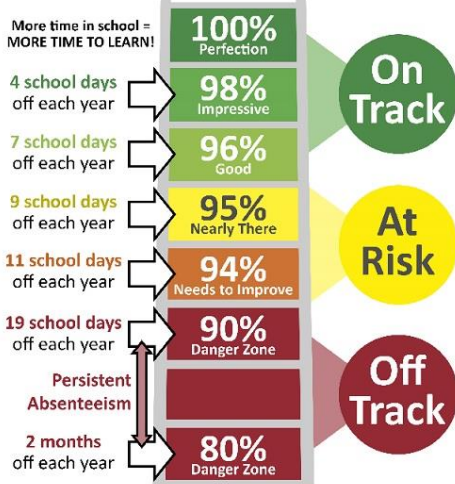 More time in school =
MORE TIME TO LEARN!
100%
Perfection
On
Track
4 school days
off each year
98%
Impressive
7 school days
off each year
96%
Good
9 school days
off each year
95%
Nearly There
At
Risk
11 school days
off each year
94%
Needs to Improve
19 school days
off each year
90%
Danger Zone
Off
Track
Persistent
Absenteeism
2 months
off each year
80%
Danger Zone